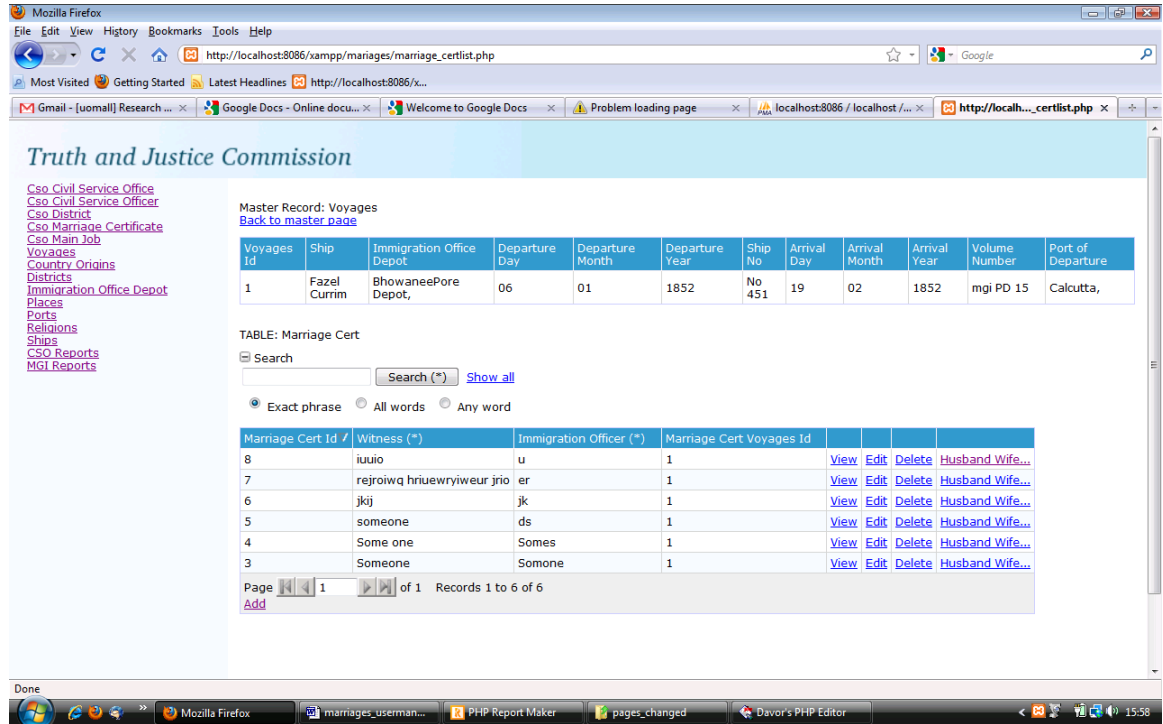 Mozilla Firefox
File Edit View History Bookmarks Tools Help
http://localhost:8086/xampp/mariages/marriage_certlist.php
Google
Most Visited Getting Started Latest Headlines http://localhost:8086/x...
Gmail - [uomall] Research ... Google Docs - Online docu... Welcome to Google Docs Problem loading page localhost:8086 / localhost /... http://localh..._certlist.php
Truth and Justice Commission
Cso Civil Service Office
Cso Civil Service Officer
Cso District
Cso Marriage Certificate
Cso Main Job
Voyages
Country Origins
Districts
Immigration Office Depot
Places
Ports
Religions
Ships
CSO Reports
MGI Reports
Master Record: Voyages
Back to master page
Voyages Id Ship Immigration Office Depot Departure Day Departure Month Departure Year Ship No Arrival Day Arrival Month Arrival Year Volume Number Port of Departure
1 Fazel Currim BhowaneePore Depot, 06 01 1852 No 451 19 02 1852 mgi PD 15 Calcutta,
TABLE: Marriage Cert
Search
Search (*) Show all
Exact phrase All words Any word
Marriage Cert Id Witness (*) Immigration Officer (*) Marriage Cert Voyages Id
8 iuuio u 1 View Edit Delete Husband Wife...
7 rejroiwq hriuewryiweur jrio er 1 View Edit Delete Husband Wife...
6 jkij jk 1 View Edit Delete Husband Wife...
5 someone ds 1 View Edit Delete Husband Wife...
4 Some one Somes 1 View Edit Delete Husband Wife...
3 Someone Somone 1 View Edit Delete Husband Wife...
Page 1 of 1 Records 1 to 6 of 6
Add
Done
Mozilla Firefox marriages_userman... PHP Report Maker pages_changed Davor's PHP Editor 15:58